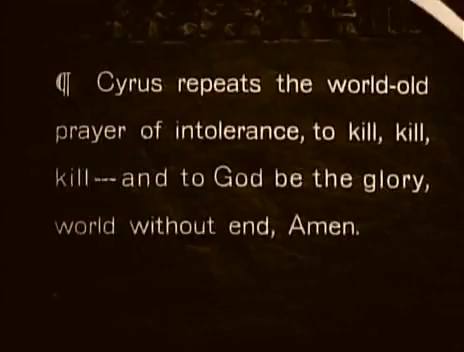 ¶ Cyrus repeats the world-old
prayer of intolerance, to kill, kill,
kill---and to God be the glory,
world without end, Amen.